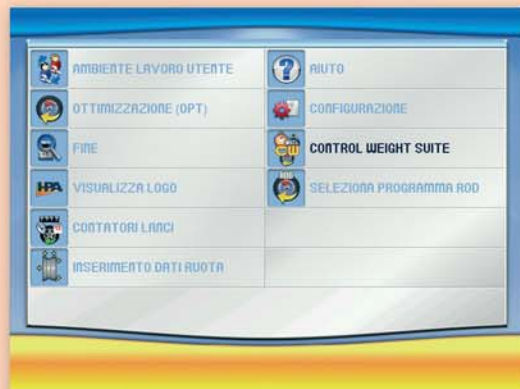 AMBIENTE LAVORO UTENTE
OTTIMIZZAZIONE (OPT)
FINE
HPA
VISUALIZZA LOGO
CONTATORI LANCI
INSERIMENTO DATI RUOTA
?
AIUTO
CONFIGURAZIONE
CONTROL WEIGHT SUITE
ROD
SELEZIONA PROGRAMMA ROD